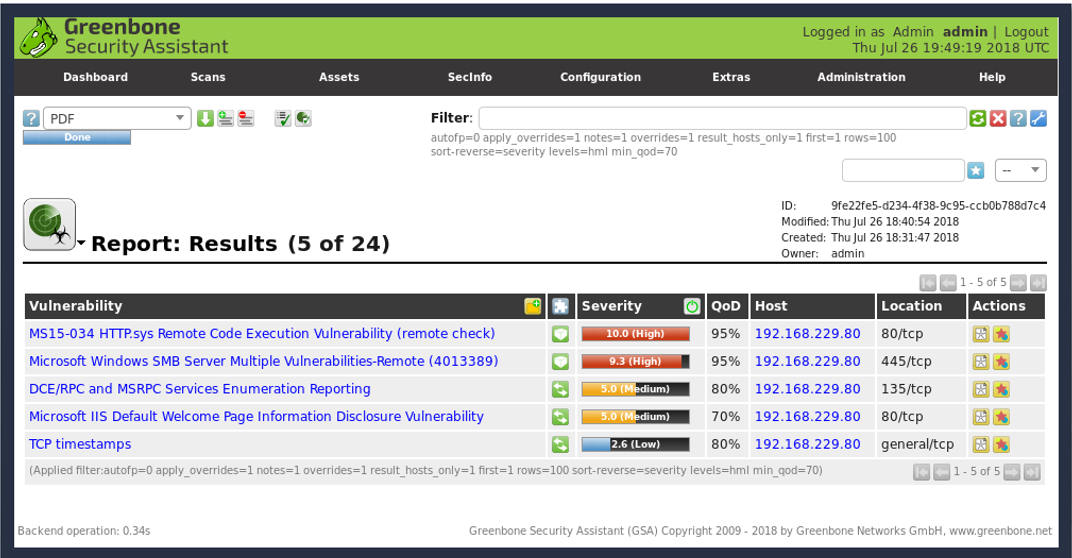 Greenbone
Security Assistant
Logged in as Admin admin | Logout
Thu Jul 26 19:49:19 2018 UTC
Dashboard Scans Assets SecInfo Configuration Extras Administration Help
? PDF
Done
Filter:
autofp=0 apply_overrides=1 notes=1 overrides=1 result_hosts_only=1 first=1 rows=100
sort-reverse=severity levels=hml min_qod=70
--
ID: 9fe22fe5-d234-4f38-9c95-ccb0b788d7c4
Modified: Thu Jul 26 18:40:54 2018
Created: Thu Jul 26 18:31:47 2018
Owner: admin
Report: Results (5 of 24)
1 - 5 of 5
Vulnerability Severity QoD Host Location Actions
MS15-034 HTTP.sys Remote Code Execution Vulnerability (remote check) 10.0 (High) 95% 192.168.229.80 80/tcp
Microsoft Windows SMB Server Multiple Vulnerabilities-Remote (4013389) 9.3 (High) 95% 192.168.229.80 445/tcp
DCE/RPC and MSRPC Services Enumeration Reporting 5.0 (Medium) 80% 192.168.229.80 135/tcp
Microsoft IIS Default Welcome Page Information Disclosure Vulnerability 5.0 (Medium) 70% 192.168.229.80 80/tcp
TCP timestamps 2.6 (Low) 80% 192.168.229.80 general/tcp
(Applied filter:autofp=0 apply_overrides=1 notes=1 overrides=1 result_hosts_only=1 first=1 rows=100 sort-reverse=severity levels=hml min_qod=70) 1 - 5 of 5
Backend operation: 0.34s Greenbone Security Assistant (GSA) Copyright 2009 - 2018 by Greenbone Networks GmbH, www.greenbone.net